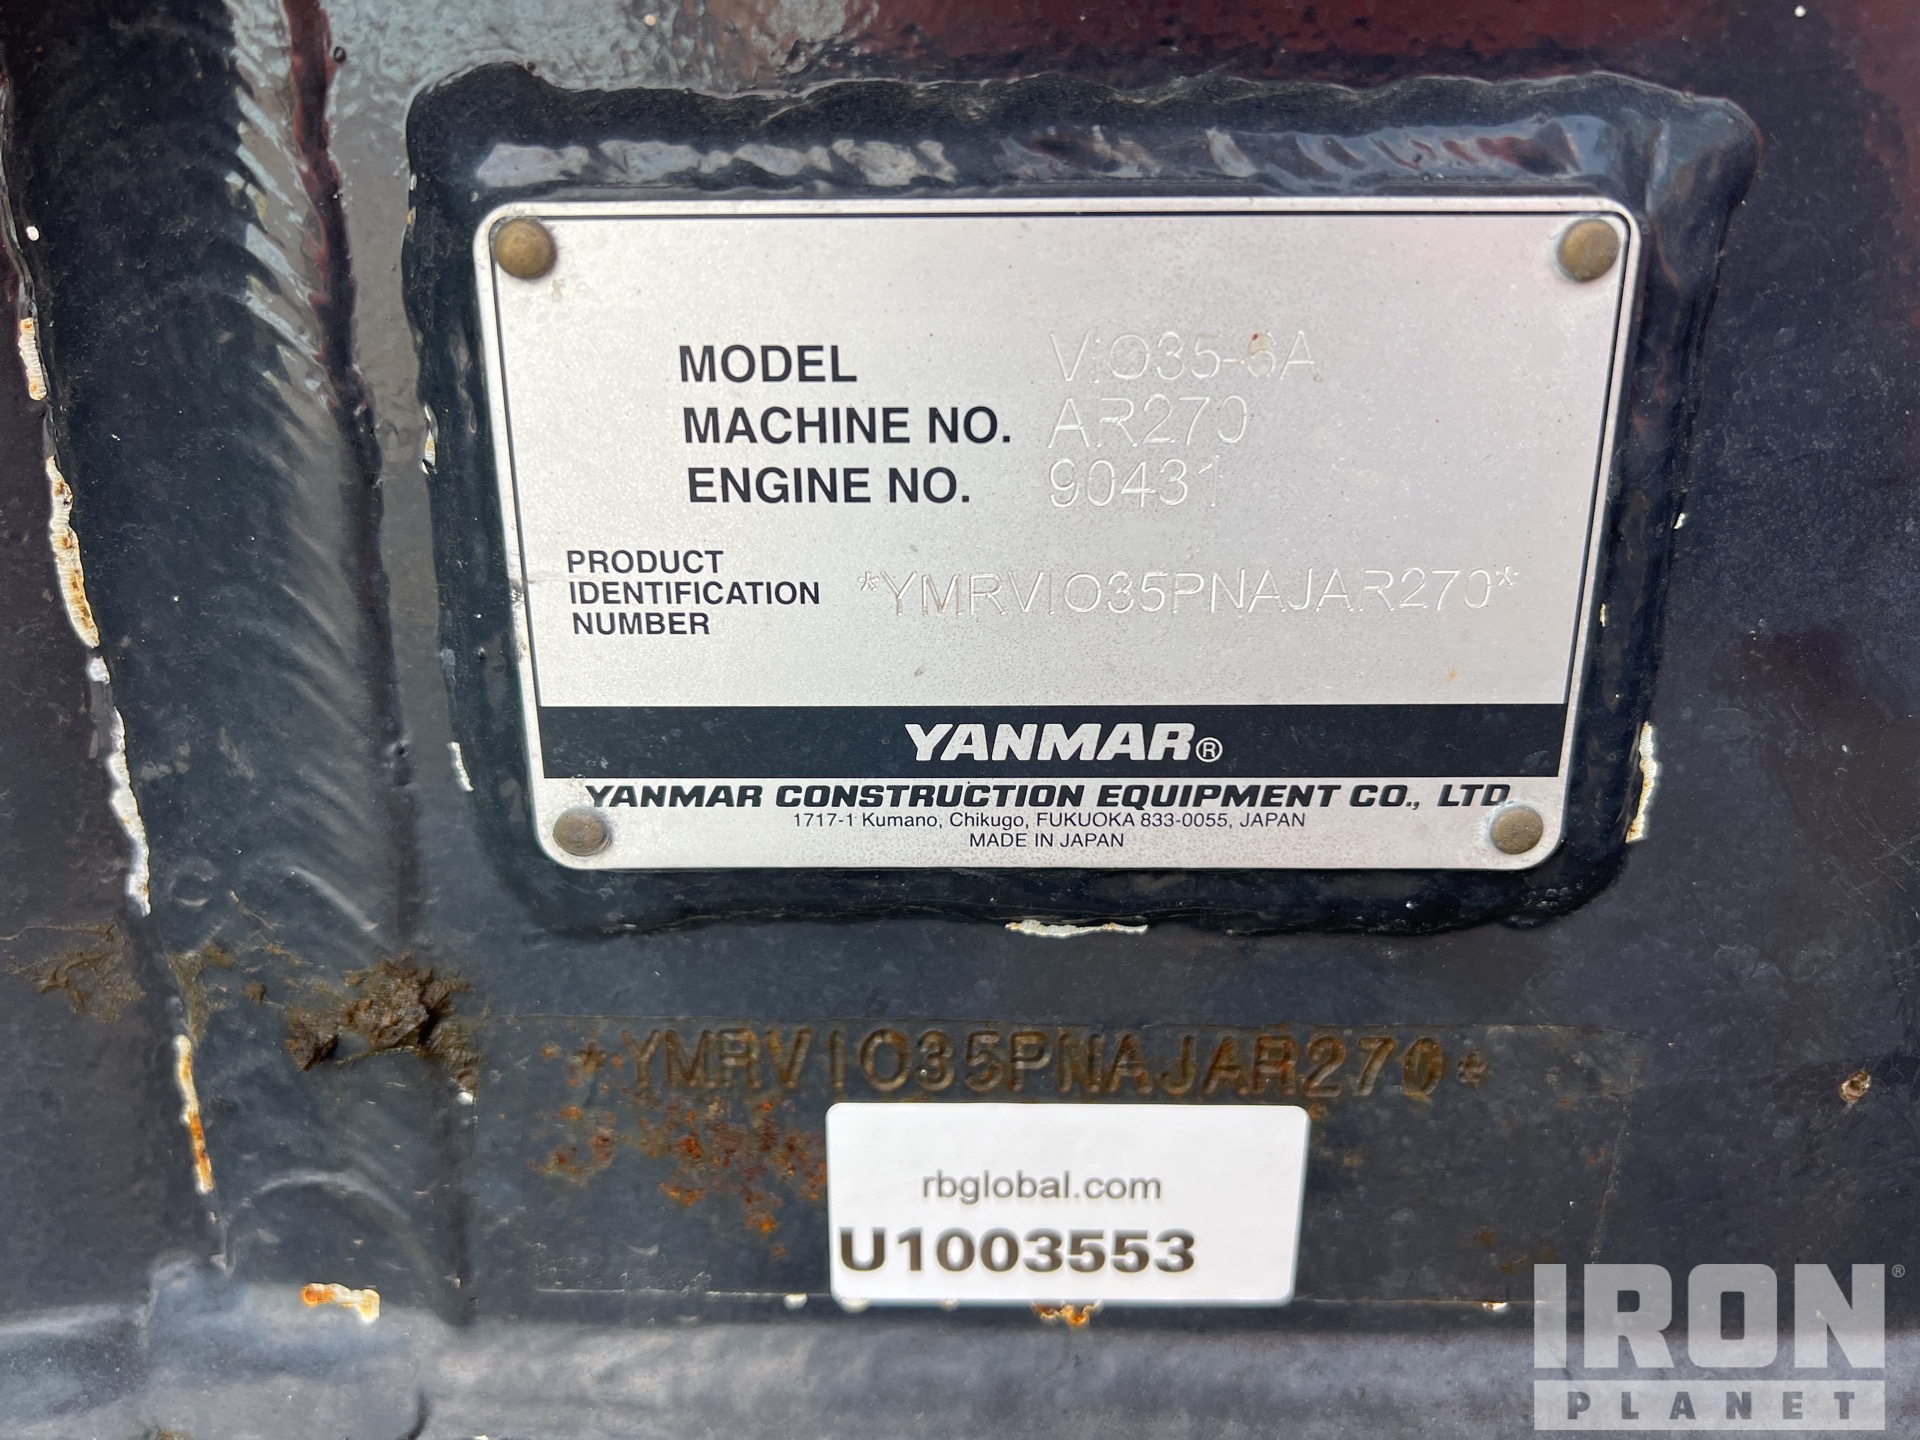 MODEL VIO35-6A
MACHINE NO. AR270
ENGINE NO. 90431
PRODUCT
IDENTIFICATION
NUMBER
*YMRVIO35PNAJAR270*
YANMAR®
YANMAR CONSTRUCTION EQUIPMENT CO., LTD.
1717-1 Kumano, Chikugo, FUKUOKA 833-0055, JAPAN
MADE IN JAPAN
*YMRVIO35PNAJAR270*
rbglobal.com
U1003553
IRON®
PLANET